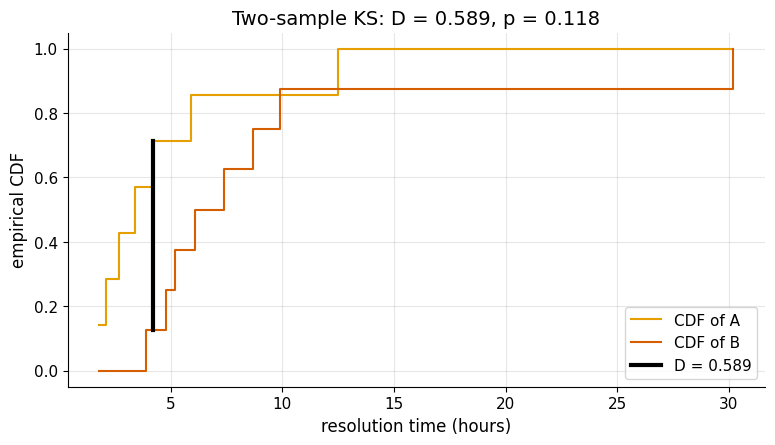 Two-sample KS: D = 0.589, p = 0.118
empirical CDF
1.0
0.8
0.6
0.4
0.2
0.0
5
10
15
20
25
30
resolution time (hours)
CDF of A
CDF of B
D = 0.589